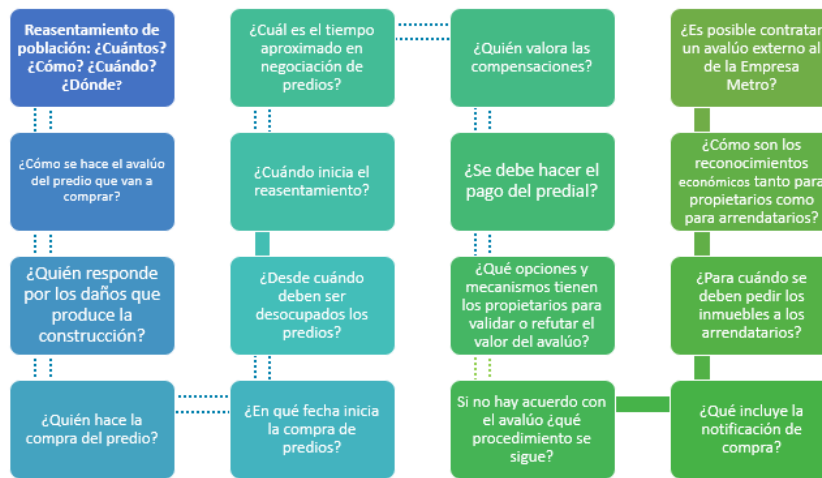 Reasentamiento de
población: ¿Cuántos?
¿Cómo? ¿Cuándo?
¿Dónde?
¿Cómo se hace el avalúo
del predio que van a
comprar?
¿Quién responde
por los daños que
produce la
construcción?
¿Quién hace la
compra del predio?
¿En qué fecha inicia
la compra de
predios?
¿Desde cuándo
deben ser
desocupados los
predios?
¿Cuándo inicia el
reasentamiento?
¿Cuál es el tiempo
aproximado en
negociación de
predios?
¿Quién valora las
compensaciones?
¿Se debe hacer el
pago del predial?
¿Qué opciones y
mecanismos tienen
los propietarios para
validar o refutar el
valor del avalúo?
Si no hay acuerdo con
el avalúo ¿qué
procedimiento se
sigue?
¿Qué incluye la
notificación de
compra?
¿Para cuándo se
deben pedir los
inmuebles a los
arrendatarios?
¿Cómo son los
reconocimientos
económicos tanto para
propietarios como
para arrendatarios?
¿Es posible contratar
un avalúo externo al
de la Empresa
Metro?